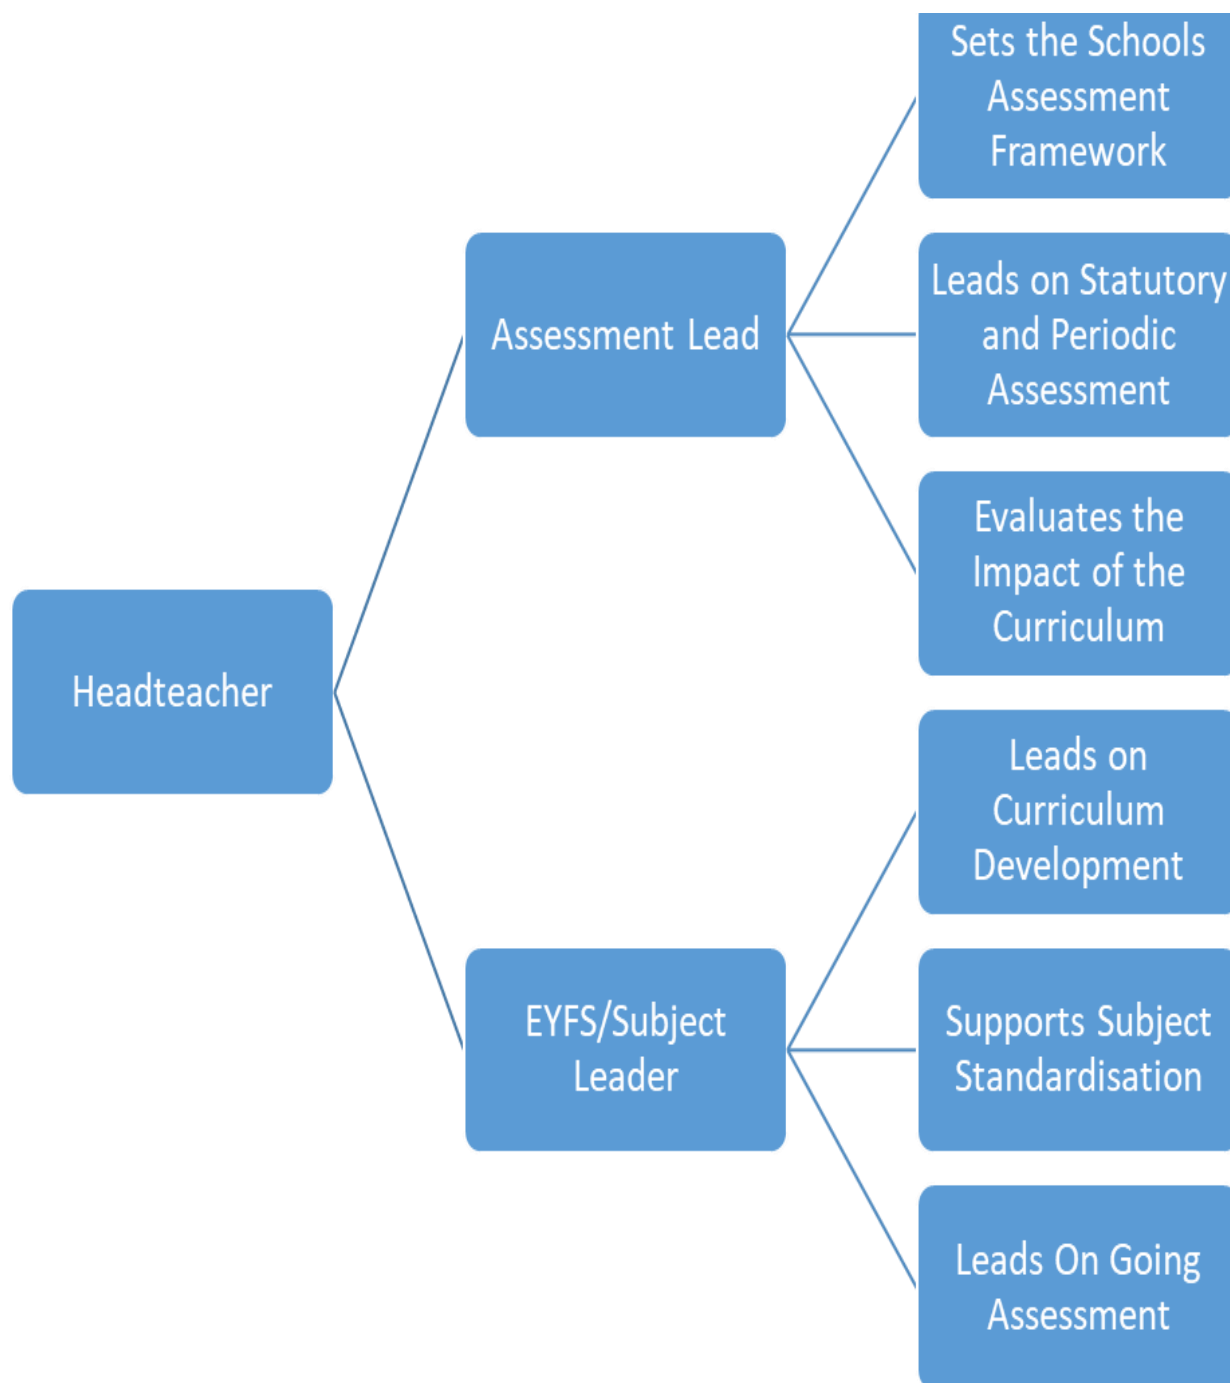 Headteacher
Assessment Lead
Sets the Schools
Assessment
Framework
Leads on Statutory
and Periodic
Assessment
Evaluates the
Impact of the
Curriculum
EYFS/Subject
Leader
Leads on
Curriculum
Development
Supports Subject
Standardisation
Leads On Going
Assessment